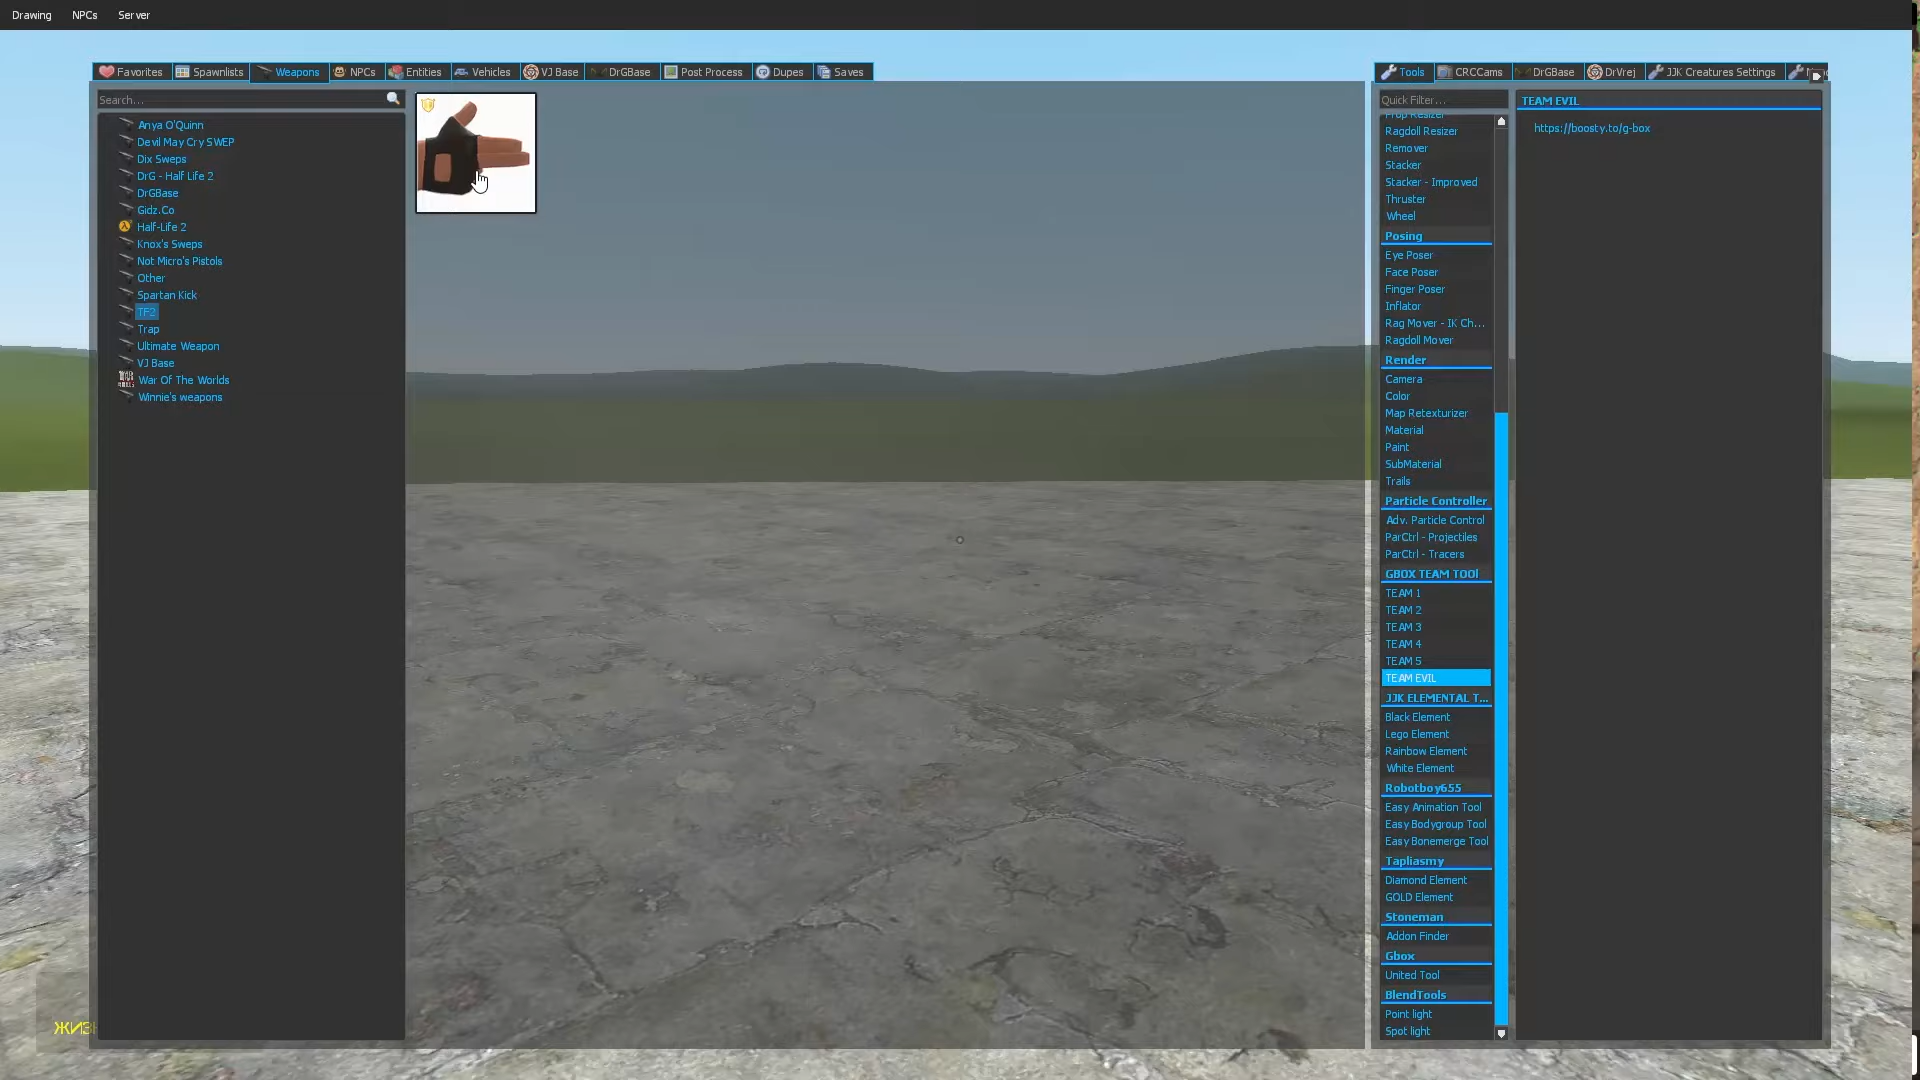 Drawing
NPCs
Server
Favorites
Spawnlists
Weapons
NPCs
Entities
Vehicles
VJ Base
DrGBase
Post Process
Dupes
Saves
Tools
CRCCams
DrGBase
DrVrej
JJK Creatures Settings
Search...
Anya O'Quinn
Devil May Cry SWEP
Dix Sweps
DrG - Half Life 2
DrGBase
Gidz.Co
Half-Life 2
Knox's Sweps
Not Micro's Pistols
Other
Spartan Kick
TF2
Trap
Ultimate Weapon
VJ Base
War Of The Worlds
Winnie's weapons
Quick Filter...
Prop Resizer
Ragdoll Resizer
Remover
Stacker
Stacker - Improved
Thruster
Wheel
Posing
Eye Poser
Face Poser
Finger Poser
Inflator
Rag Mover - IK Ch...
Ragdoll Mover
Render
Camera
Color
Map Retexturizer
Material
Paint
SubMaterial
Trails
Particle Controller
Adv. Particle Control
ParCtrl - Projectiles
ParCtrl - Tracers
GBOX TEAM TOOl
TEAM 1
TEAM 2
TEAM 3
TEAM 4
TEAM 5
TEAM EVIL
JJK ELEMENTAL T...
Black Element
Lego Element
Rainbow Element
White Element
Robotboy655
Easy Animation Tool
Easy Bodygroup Tool
Easy Bonemerge Tool
Tapliasmy
Diamond Element
GOLD Element
Stoneman
Addon Finder
Gbox
United Tool
BlendTools
Point light
Spot light
TEAM EVIL
https://boosty.to/g-box